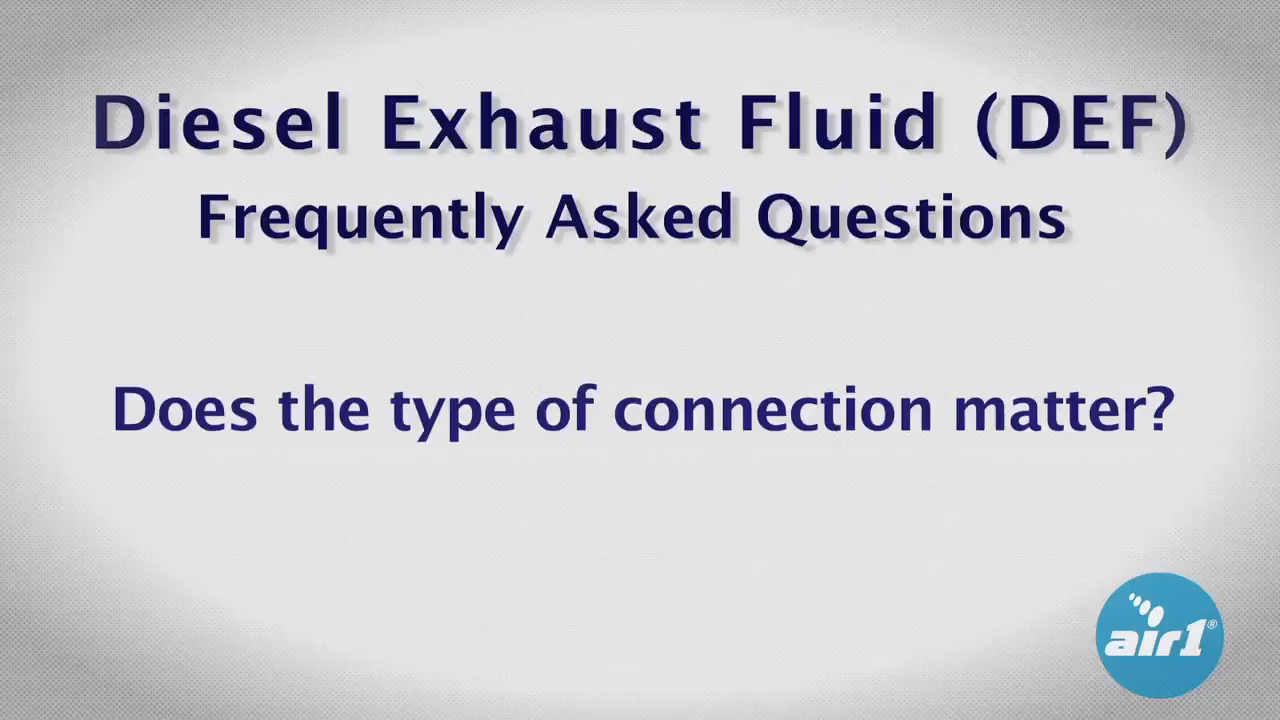 Diesel Exhaust Fluid (DEF)
Frequently Asked Questions
Does the type of connection matter?
air1®